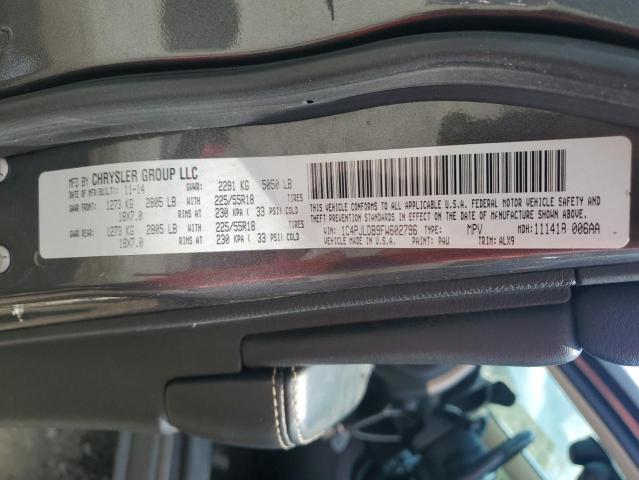 MFD BY CHRYSLER GROUP LLC
DATE OF MFR(BUILT): 11-14 GVWR: 2291 KG 5050 LB
GAWR FRONT: 1273 KG 2805 LB WITH 225/55R18 TIRES
18X7.0 RIMS AT 230 KPA ( 33 PSI) COLD
GAWR REAR: 1273 KG 2805 LB WITH 225/55R18 TIRES
18X7.0 RIMS AT 230 KPA ( 33 PSI) COLD
THIS VEHICLE CONFORMS TO ALL APPLICABLE U.S.A. FEDERAL MOTOR VEHICLE SAFETY AND
THEFT PREVENTION STANDARDS IN EFFECT ON THE DATE OF MANUFACTURE SHOWN ABOVE.
VIN: 1C4PJLDB9FW602796 TYPE: MPV MDH: 11141R 006AA
VEHICLE MADE IN U.S.A. PAINT: PAU TRIM: ALX9